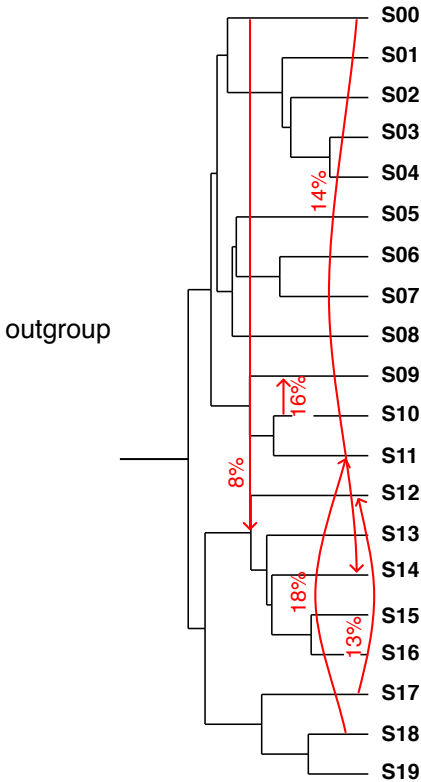 S00
S01
S02
S03
S04
14%
S05
S06
S07
outgroup
S08
S09
16%
S10
S11
8%
S12
S13
S14
18%
S15
13%
S16
S17
S18
S19